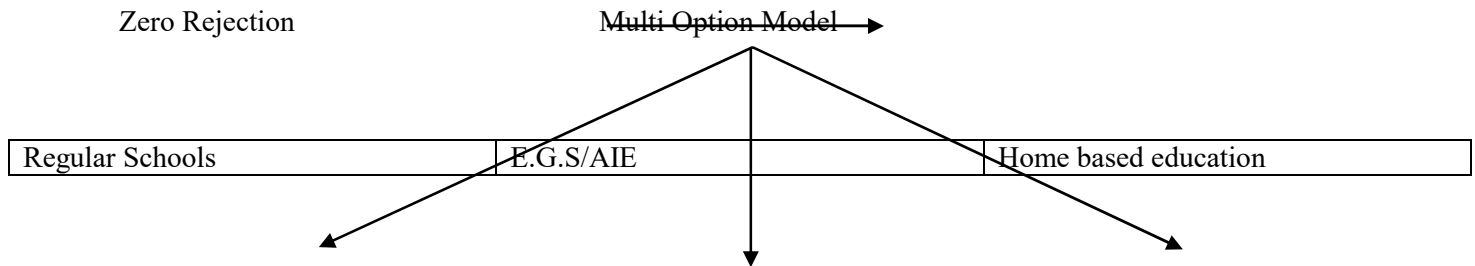 Zero Rejection Multi Option Model
Regular Schools E.G.S/AIE Home based education